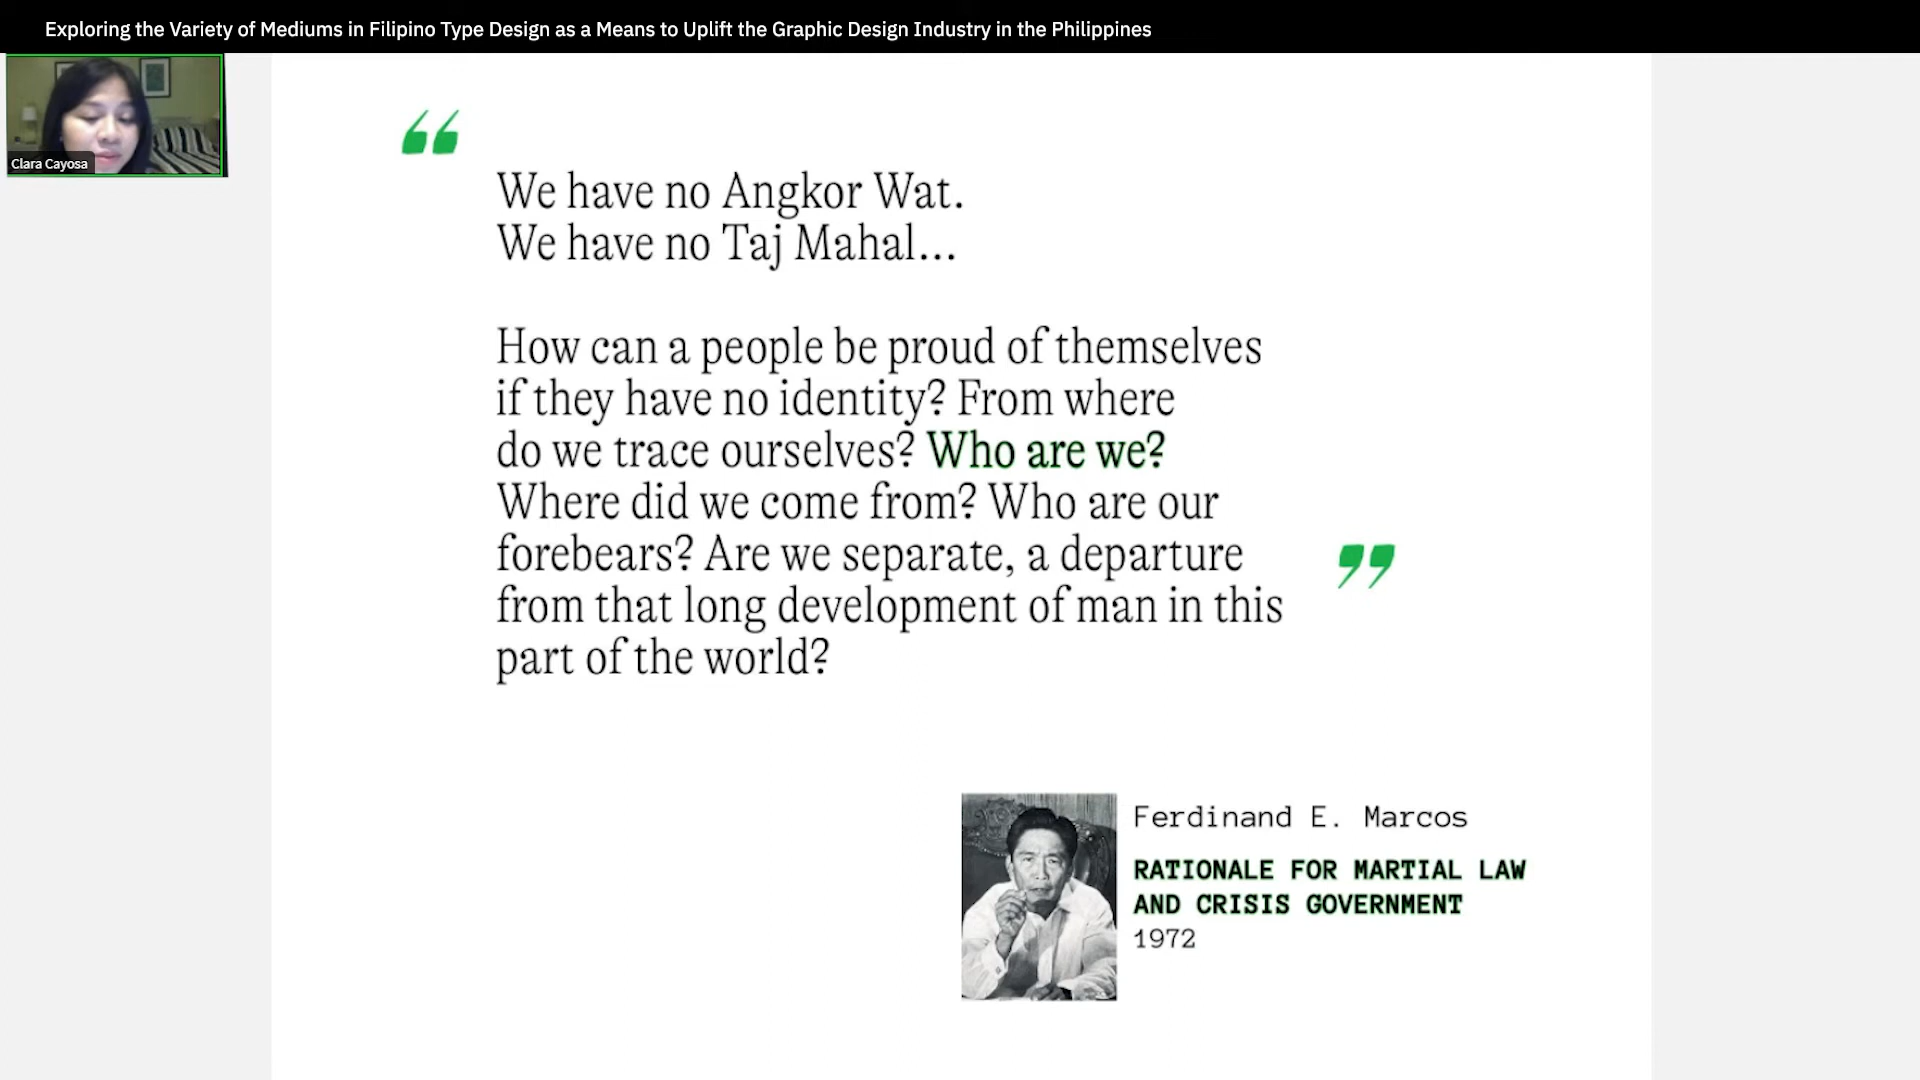 Exploring the Variety of Mediums in Filipino Type Design as a Means to Uplift the Graphic Design Industry in the Philippines
Clara Cayosa
“
We have no Angkor Wat.
We have no Taj Mahal...
How can a people be proud of themselves
if they have no identity? From where
do we trace ourselves? Who are we?
Where did we come from? Who are our
forebears? Are we separate, a departure
from that long development of man in this
part of the world?
”
Ferdinand E. Marcos
RATIONALE FOR MARTIAL LAW
AND CRISIS GOVERNMENT
1972